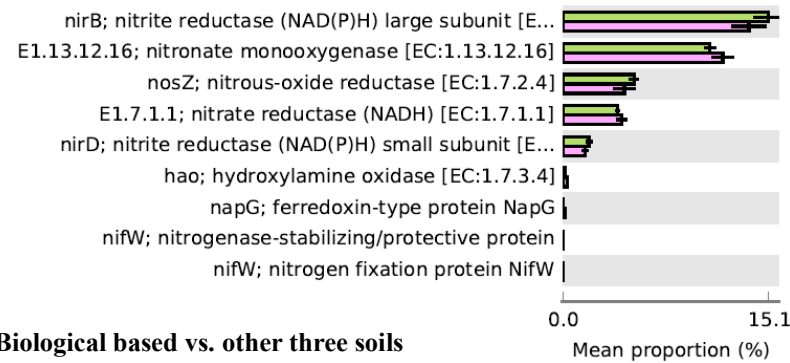 nirB; nitrite reductase (NAD(P)H) large subunit [E...
E1.13.12.16; nitronate monooxygenase [EC:1.13.12.16]
nosZ; nitrous-oxide reductase [EC:1.7.2.4]
E1.7.1.1; nitrate reductase (NADH) [EC:1.7.1.1]
nirD; nitrite reductase (NAD(P)H) small subunit [E...
hao; hydroxylamine oxidase [EC:1.7.3.4]
napG; ferredoxin-type protein NapG
nifW; nitrogenase-stabilizing/protective protein
nifW; nitrogen fixation protein NifW
0.0 15.1
Biological based vs. other three soils
Mean proportion (%)